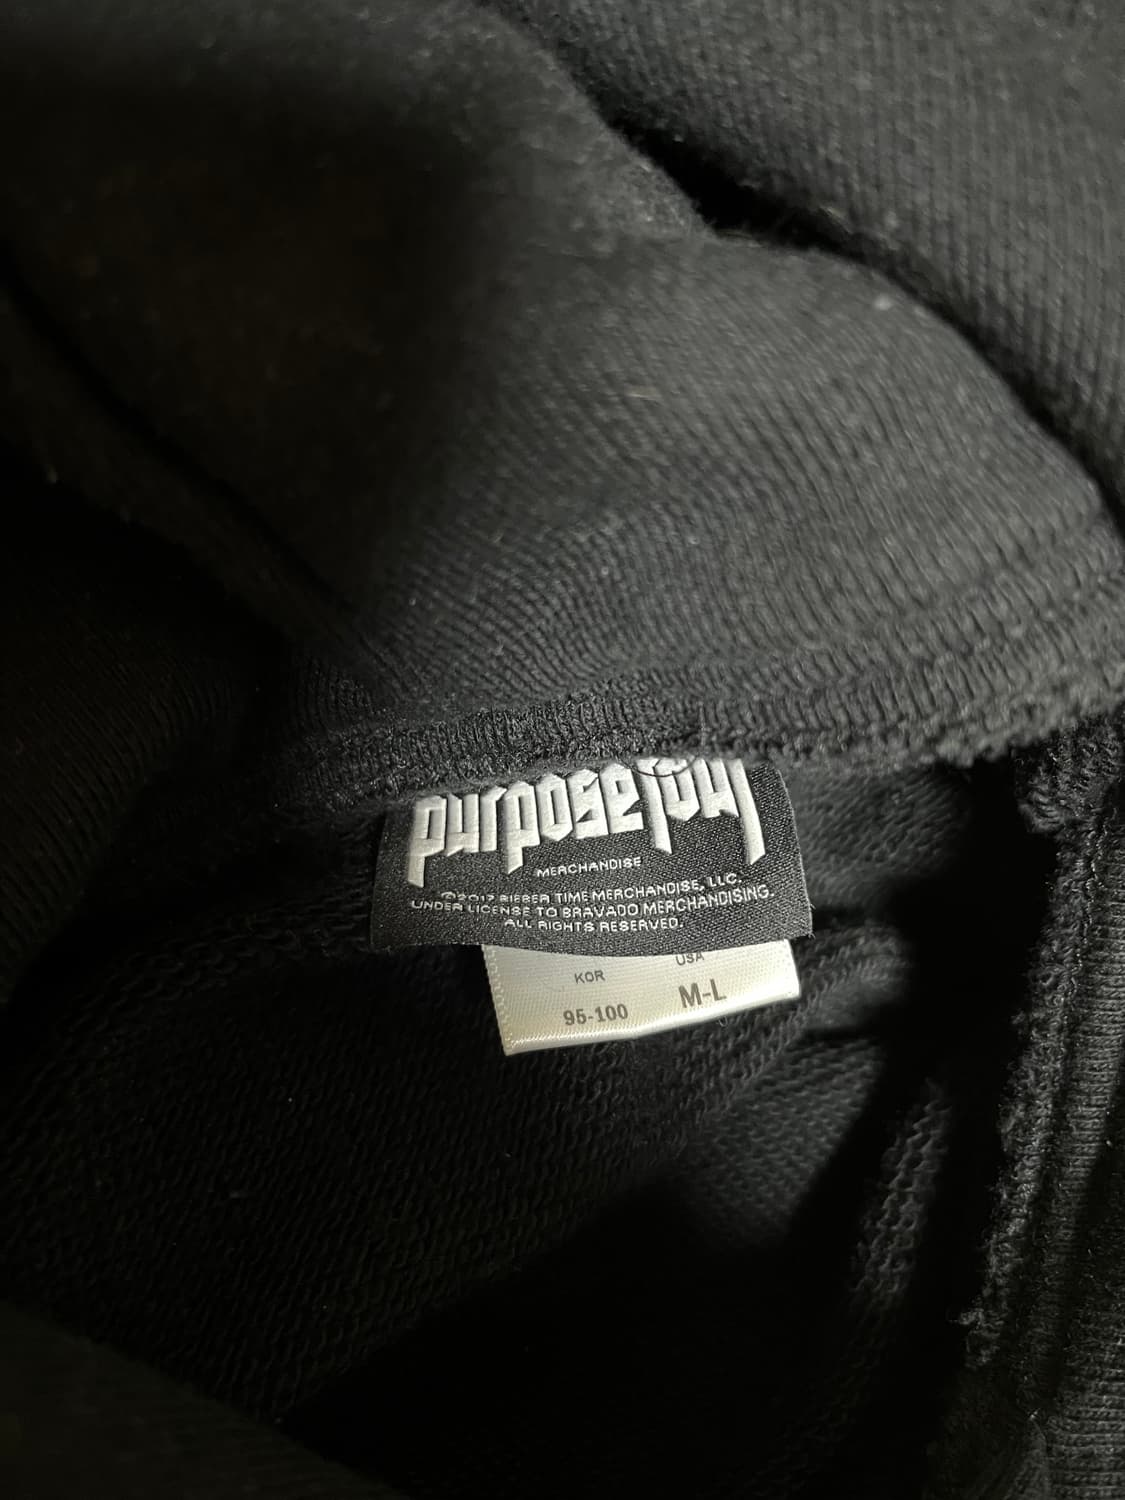 purpose tour
MERCHANDISE
©2017 BIEBER TIME MERCHANDISE, LLC.
UNDER LICENSE TO BRAVADO MERCHANDISING.
ALL RIGHTS RESERVED.
KOR USA
95-100 M-L